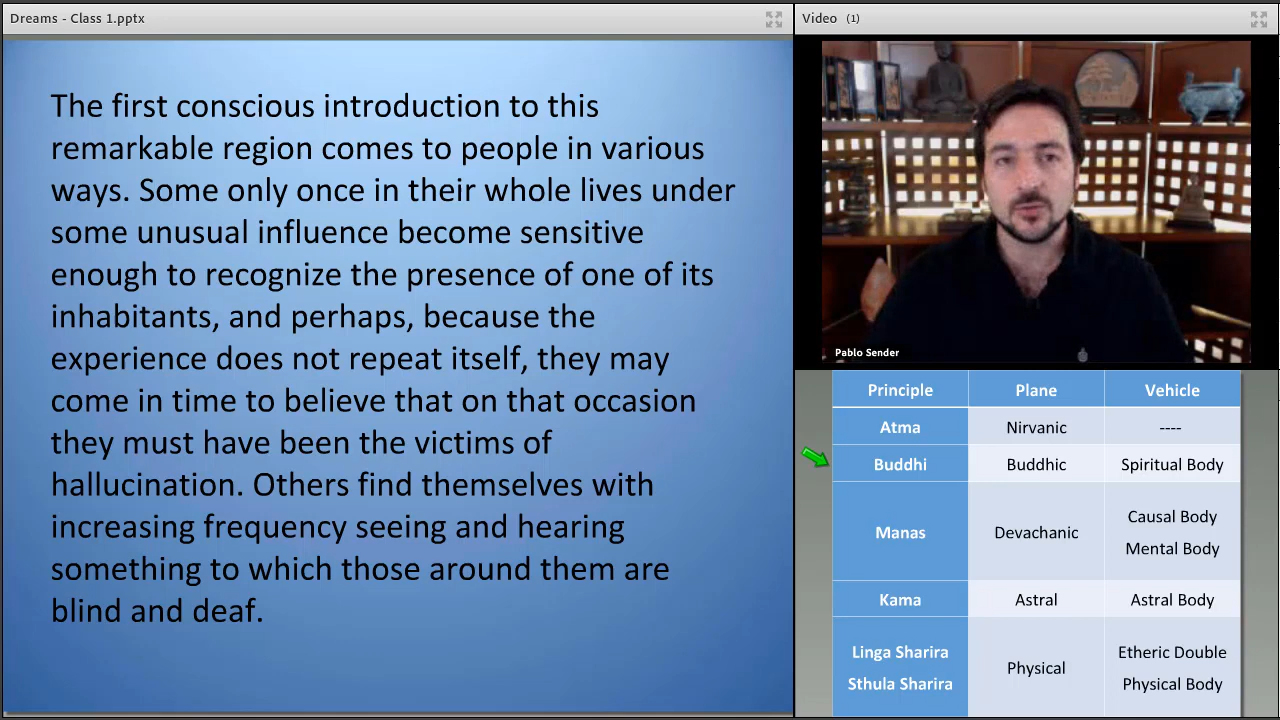 Dreams - Class 1.pptx
The first conscious introduction to this
remarkable region comes to people in various
ways. Some only once in their whole lives under
some unusual influence become sensitive
enough to recognize the presence of one of its
inhabitants, and perhaps, because the
experience does not repeat itself, they may
come in time to believe that on that occasion
they must have been the victims of
hallucination. Others find themselves with
increasing frequency seeing and hearing
something to which those around them are
blind and deaf.
Video (1)
Pablo Sender
Principle Plane Vehicle
Atma Nirvanic ----
Buddhi Buddhic Spiritual Body
Manas Devachanic Causal Body
Mental Body
Kama Astral Astral Body
Linga Sharira Physical Etheric Double
Sthula Sharira Physical Body